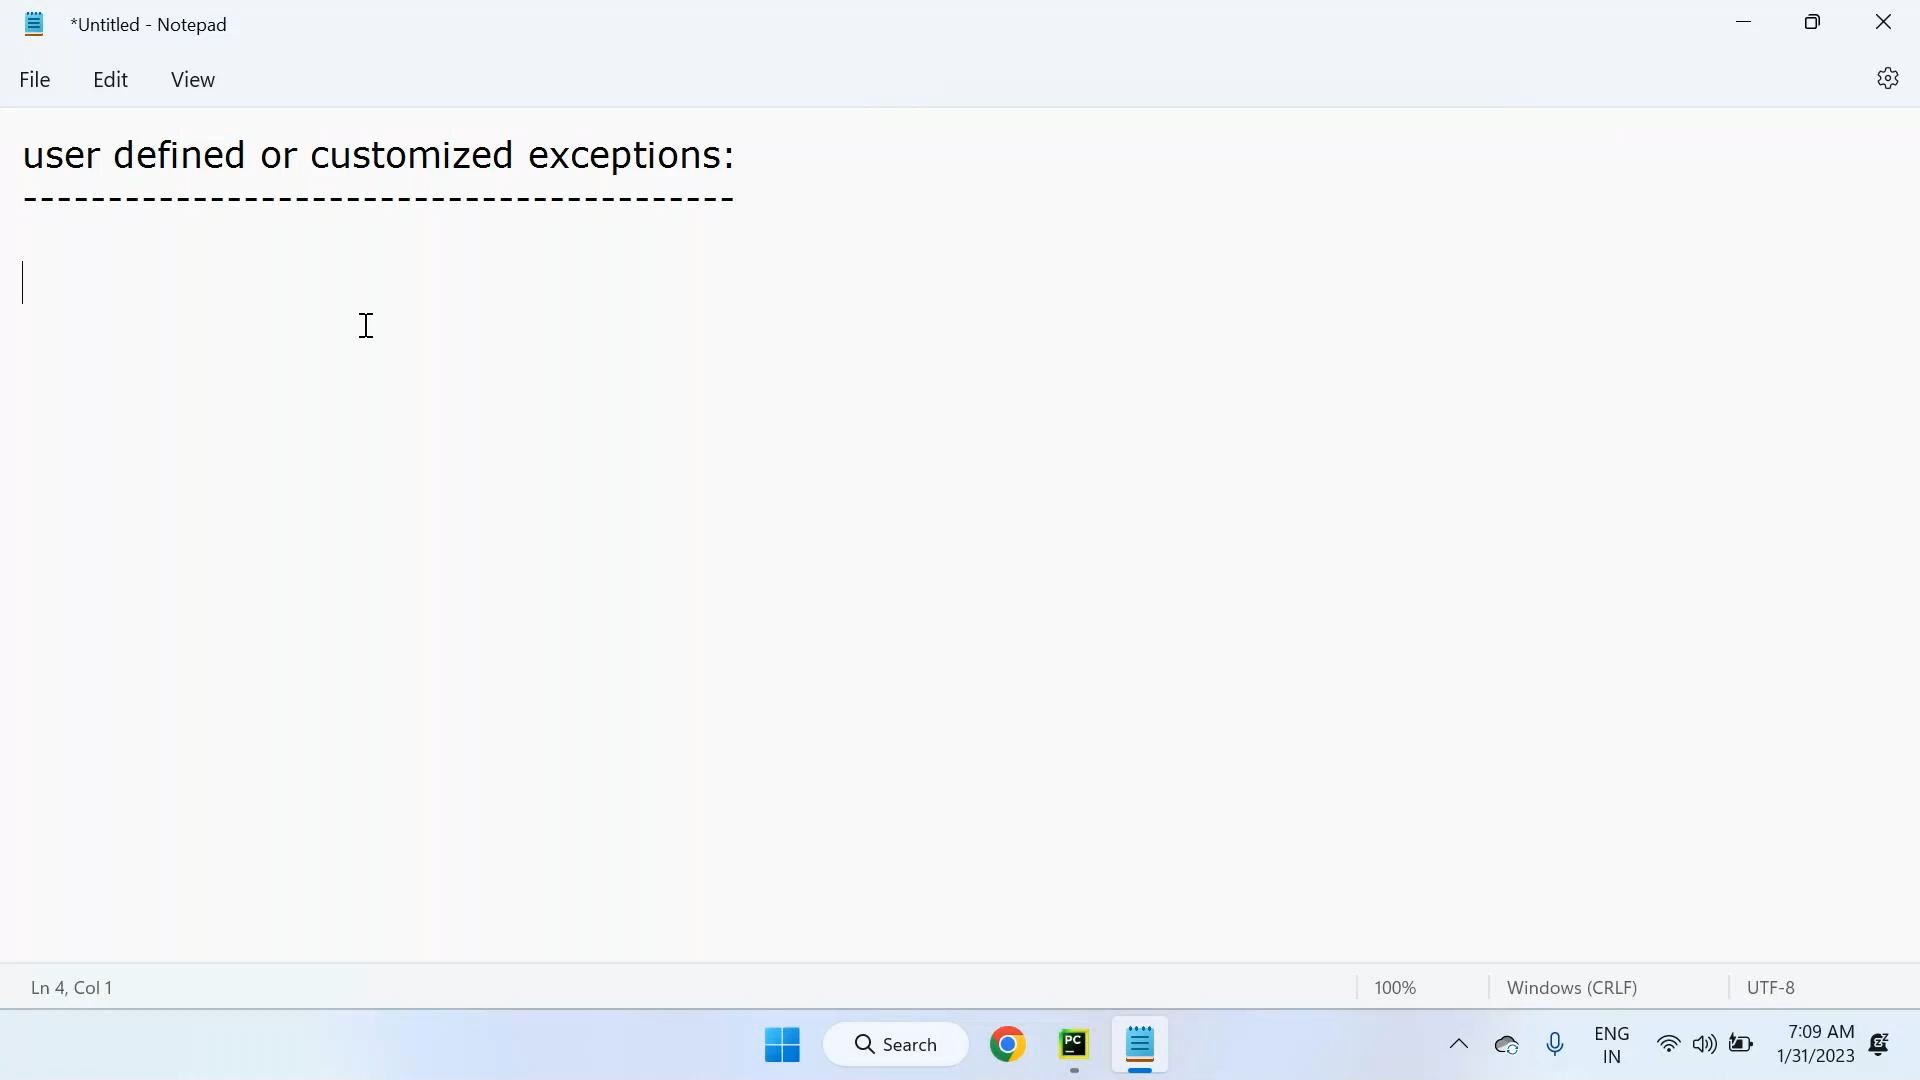 *Untitled - Notepad
File Edit View
user defined or customized exceptions:
------------------------------------------
Ln 4, Col 1 100% Windows (CRLF) UTF-8
Search PC ENG 7:09 AM
IN 1/31/2023